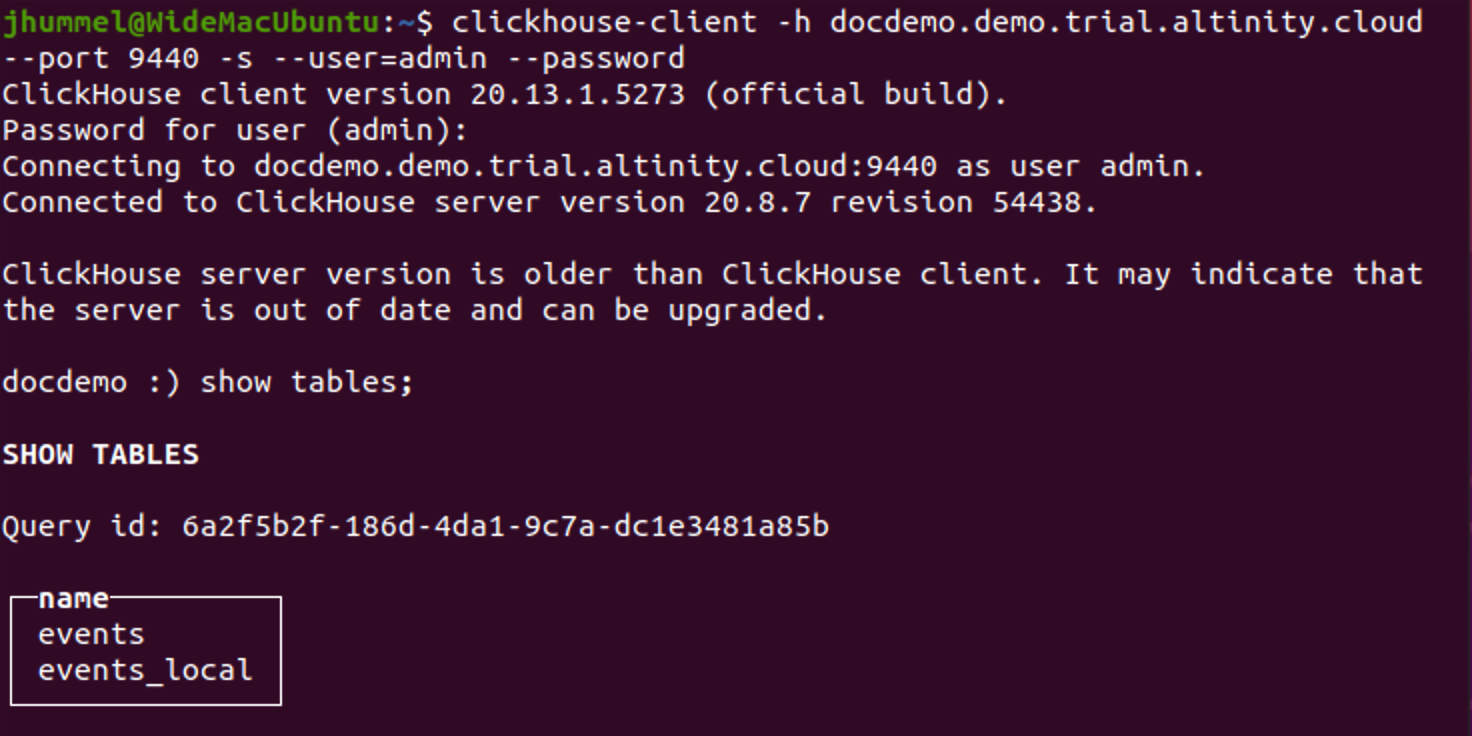 jhummel@WideMacUbuntu:~$ clickhouse-client -h docdemo.demo.trial.altinity.cloud
--port 9440 -s --user=admin --password
ClickHouse client version 20.13.1.5273 (official build).
Password for user (admin):
Connecting to docdemo.demo.trial.altinity.cloud:9440 as user admin.
Connected to ClickHouse server version 20.8.7 revision 54438.
ClickHouse server version is older than ClickHouse client. It may indicate that
the server is out of date and can be upgraded.
docdemo :) show tables;
SHOW TABLES
Query id: 6a2f5b2f-186d-4da1-9c7a-dc1e3481a85b
name
events
events_local